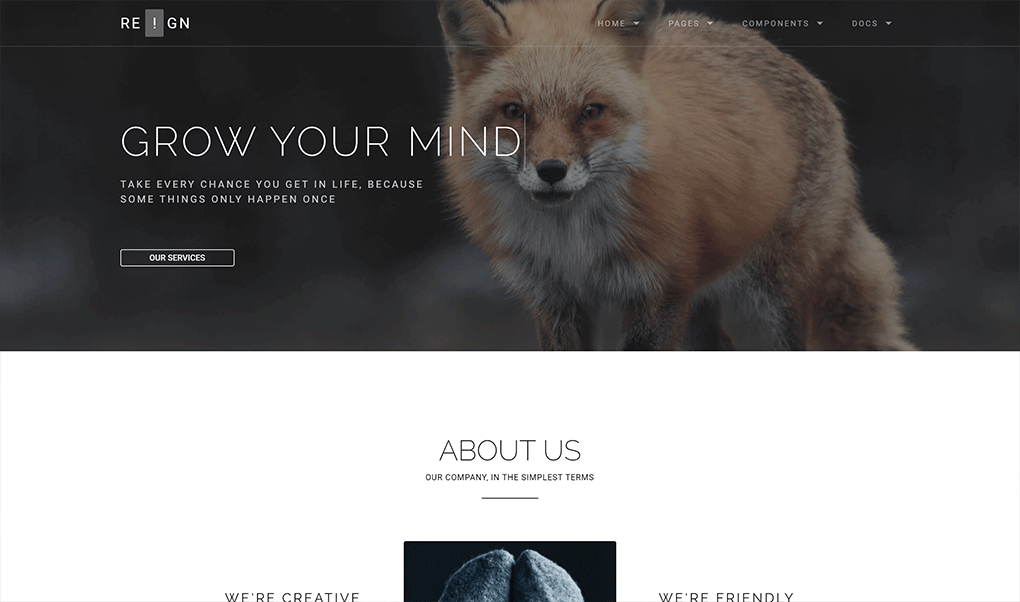 RE!GN
HOME
PAGES
COMPONENTS
DOCS
GROW YOUR MIND
TAKE EVERY CHANCE YOU GET IN LIFE, BECAUSE
SOME THINGS ONLY HAPPEN ONCE
OUR SERVICES
ABOUT US
OUR COMPANY, IN THE SIMPLEST TERMS
WE'RE CREATIVE
WE'RE FRIENDLY